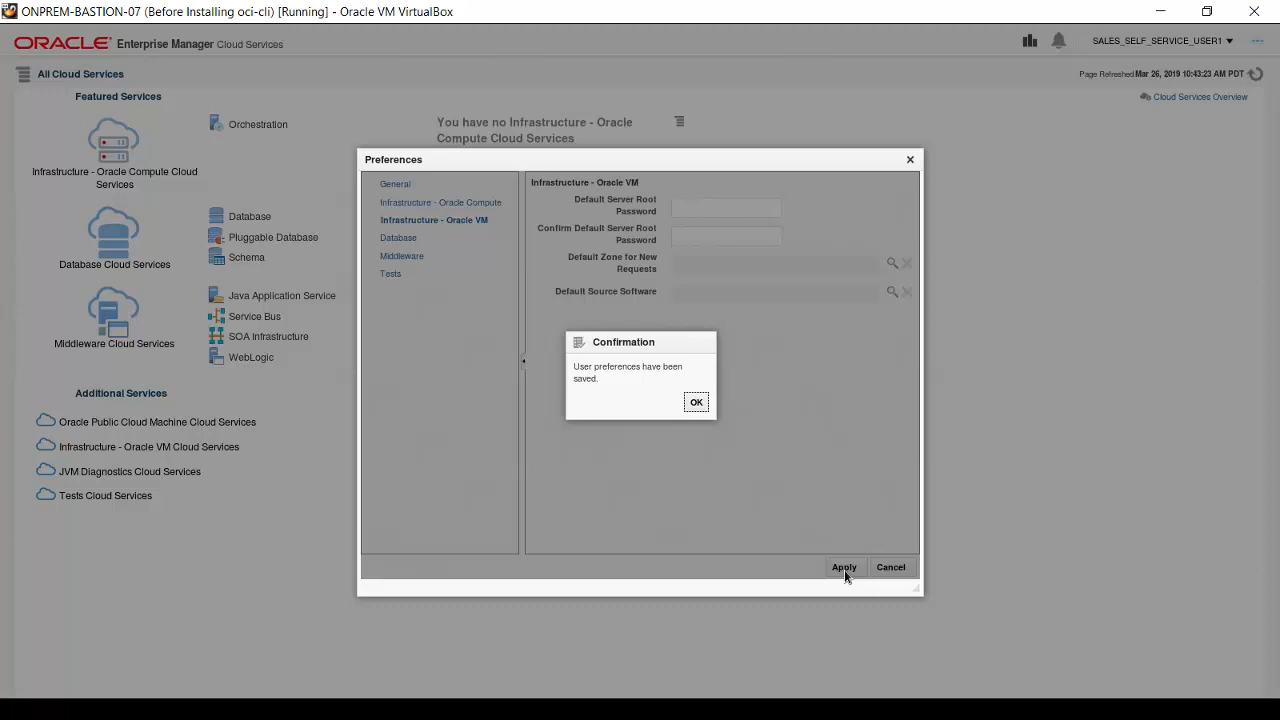 ONPREM-BASTION-07 (Before Installing oci-cli) [Running] - Oracle VM VirtualBox
ORACLE Enterprise Manager Cloud Services
SALES_SELF_SERVICE_USER1
All Cloud Services
Page Refreshed Mar 26, 2019 10:43:23 AM PDT
Featured Services
Cloud Services Overview
Infrastructure - Oracle Compute Cloud
Services
Orchestration
Database Cloud Services
Database
Pluggable Database
Schema
Middleware Cloud Services
Java Application Service
Service Bus
SOA Infrastructure
WebLogic
Additional Services
Oracle Public Cloud Machine Cloud Services
Infrastructure - Oracle VM Cloud Services
JVM Diagnostics Cloud Services
Tests Cloud Services
You have no Infrastructure - Oracle
Compute Cloud Services
Preferences
General
Infrastructure - Oracle Compute
Infrastructure - Oracle VM
Database
Middleware
Tests
Infrastructure - Oracle VM
Default Server Root
Password
Confirm Default Server Root
Password
Default Zone for New
Requests
Default Source Software
Confirmation
User preferences have been
saved.
OK
Apply
Cancel